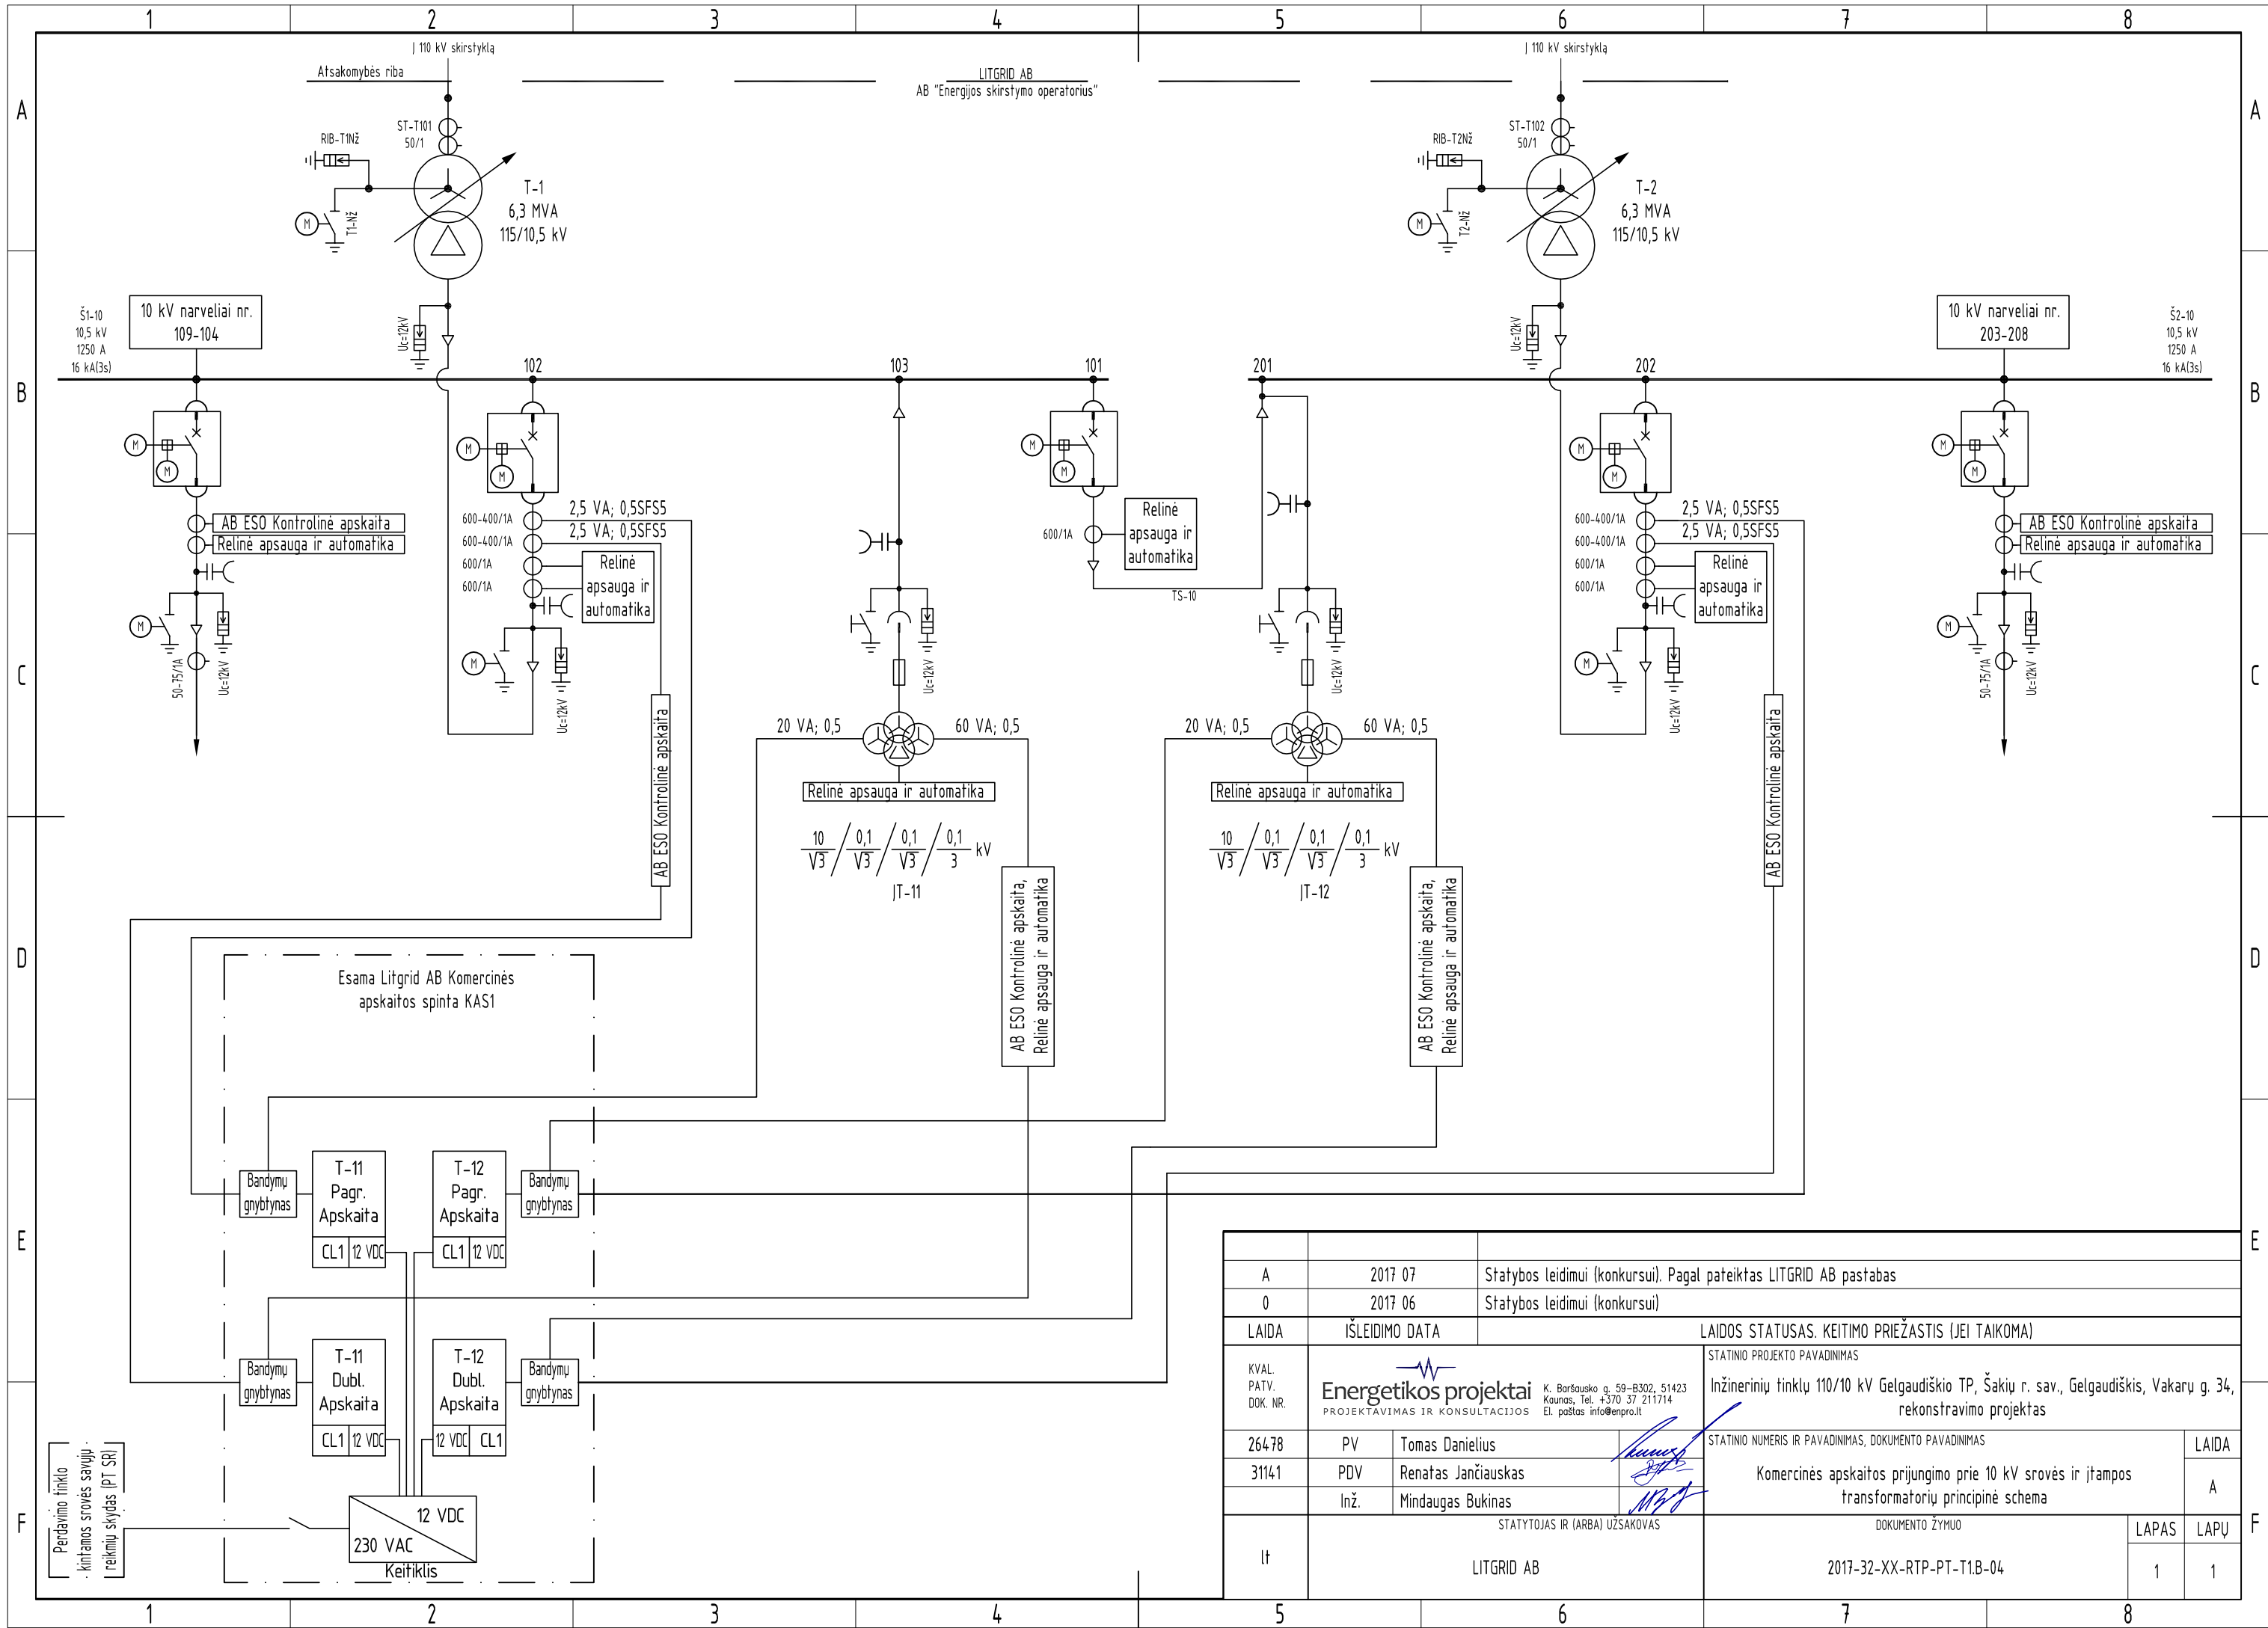 1 2 3 4 5 6 7 8
A
B
C
D
E
F
Į 110 kV skirstyklą
Atsakomybės riba
LITGRID AB
AB "Energijos skirstymo operatorius"
Į 110 kV skirstyklą
ST-T101
50/1
RIB-T1Nž
M
T1-Nž
T-1
6,3 MVA
115/10,5 kV
ST-T102
50/1
RIB-T2Nž
M
T2-Nž
T-2
6,3 MVA
115/10,5 kV
Š1-10
10,5 kV
1250 A
16 kA(3s)
10 kV narveliai nr.
109-104
Uc=12kV
102
103
101
201
Uc=12kV
202
10 kV narveliai nr.
203-208
Š2-10
10,5 kV
1250 A
16 kA(3s)
M
M
AB ESO Kontrolinė apskaita
Relinė apsauga ir automatika
M
50-75/1A
Uc=12kV
M
M
600-400/1A
600-400/1A
600/1A
600/1A
2,5 VA; 0,5SFS5
2,5 VA; 0,5SFS5
Relinė
apsauga ir
automatika
M
Uc=12kV
AB ESO Kontrolinė apskaita
Uc=12kV
20 VA; 0,5
60 VA; 0,5
Relinė apsauga ir automatika
10/√3 / 0,1/√3 / 0,1/√3 / 0,1/3 kV
ĮT-11
AB ESO Kontrolinė apskaita,
Relinė apsauga ir automatika
M
M
600/1A
Relinė
apsauga ir
automatika
TS-10
Uc=12kV
20 VA; 0,5
60 VA; 0,5
Relinė apsauga ir automatika
10/√3 / 0,1/√3 / 0,1/√3 / 0,1/3 kV
ĮT-12
AB ESO Kontrolinė apskaita,
Relinė apsauga ir automatika
M
M
600-400/1A
600-400/1A
600/1A
600/1A
2,5 VA; 0,5SFS5
2,5 VA; 0,5SFS5
Relinė
apsauga ir
automatika
M
Uc=12kV
AB ESO Kontrolinė apskaita
M
M
AB ESO Kontrolinė apskaita
Relinė apsauga ir automatika
M
50-75/1A
Uc=12kV
Esama Litgrid AB Komercinės
apskaitos spinta KAS1
Bandymų
gnybtynas
T-11
Pagr.
Apskaita
CL1 12 VDC
T-12
Pagr.
Apskaita
CL1 12 VDC
Bandymų
gnybtynas
Bandymų
gnybtynas
T-11
Dubl.
Apskaita
CL1 12 VDC
T-12
Dubl.
Apskaita
12 VDC CL1
Bandymų
gnybtynas
Perdavimo tinklo
kintamos srovės savųjų
reikmių skydas (PT SR)
12 VDC
230 VAC
Keitiklis
A 2017 07 Statybos leidimui (konkursui). Pagal pateiktas LITGRID AB pastabas
0 2017 06 Statybos leidimui (konkursui)
LAIDA IŠLEIDIMO DATA LAIDOS STATUSAS. KEITIMO PRIEŽASTIS (JEI TAIKOMA)
KVAL.
PATV.
DOK. NR.
Energetikos projektai
PROJEKTAVIMAS IR KONSULTACIJOS
K. Baršausko g. 59-B302, 51423
Kaunas, Tel. +370 37 211714
El. paštas info@enpro.lt
STATINIO PROJEKTO PAVADINIMAS
Inžinerinių tinklų 110/10 kV Gelgaudiškio TP, Šakių r. sav., Gelgaudiškis, Vakarų g. 34,
rekonstravimo projektas
26478 PV Tomas Danielius
31141 PDV Renatas Jančiauskas
Inž. Mindaugas Bukinas
STATINIO NUMERIS IR PAVADINIMAS, DOKUMENTO PAVADINIMAS
Komercinės apskaitos prijungimo prie 10 kV srovės ir įtampos
transformatorių principinė schema
LAIDA
A
lt
STATYTOJAS IR (ARBA) UŽSAKOVAS
LITGRID AB
DOKUMENTO ŽYMUO
2017-32-XX-RTP-PT-T1.B-04
LAPAS LAPŲ
1 1
A
B
C
D
E
F
1 2 3 4 5 6 7 8